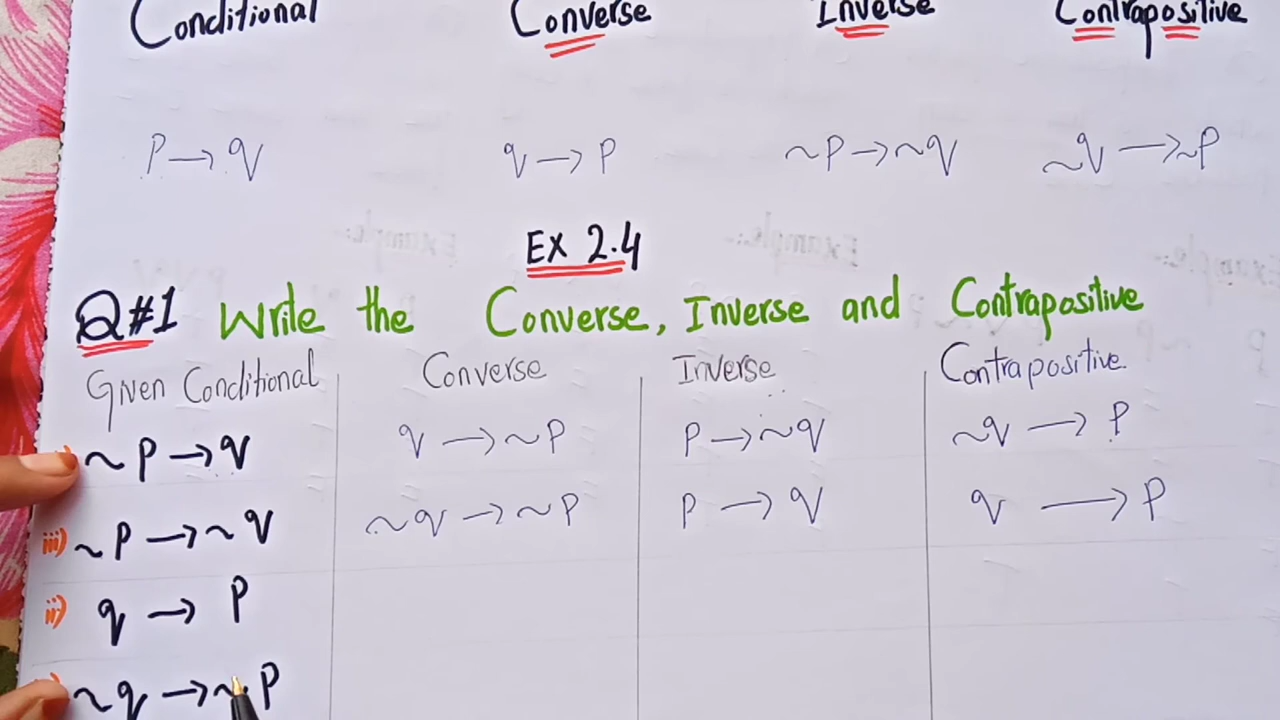 Conditional Converse Inverse Contrapositive
P → q q → P ~P → ~q ~q → ~P
Ex 2.4
Q#1 Write the Converse, Inverse and Contrapositive
Given Conditional Converse Inverse Contrapositive
~P → q q → ~P P → ~q ~q → P
iii) ~P → ~q ~q → ~P P → q q → P
ii) q → P
~q → ~P